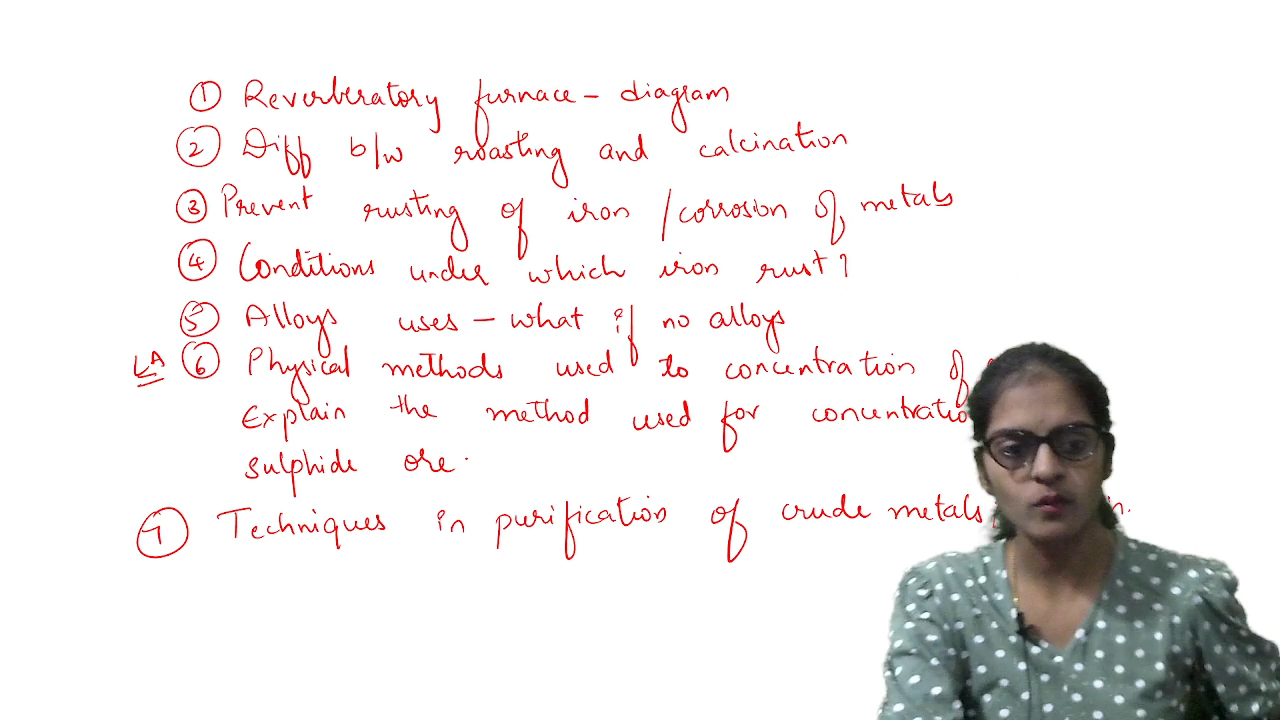 ① Reverberatory furnace - diagram
② Diff b/w roasting and calcination
③ Prevent rusting of iron / corrosion of metals
④ Conditions under which iron rust?
⑤ Alloys uses - what if no alloys
LA ⑥ Physical methods used to concentration of
Explain the method used for
sulphide ore.
⑦ Techniques in purification of crude metals